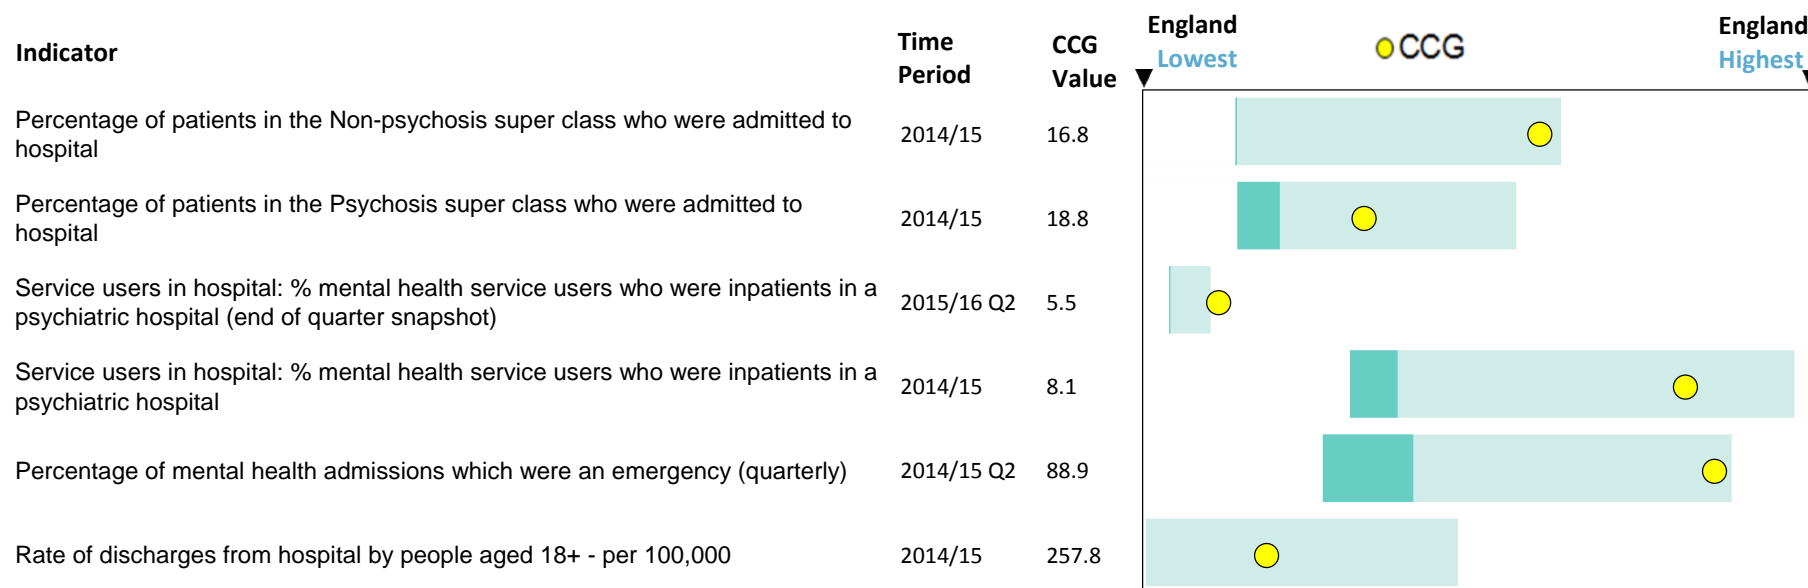 Indicator
Time
Period
CCG
Value
England
Lowest
CCG
England
Highest
Percentage of patients in the Non-psychosis super class who were admitted to
hospital
2014/15
16.8
Percentage of patients in the Psychosis super class who were admitted to
hospital
2014/15
18.8
Service users in hospital: % mental health service users who were inpatients in a
psychiatric hospital (end of quarter snapshot)
2015/16 Q2
5.5
Service users in hospital: % mental health service users who were inpatients in a
psychiatric hospital
2014/15
8.1
Percentage of mental health admissions which were an emergency (quarterly)
2014/15 Q2
88.9
Rate of discharges from hospital by people aged 18+ - per 100,000
2014/15
257.8